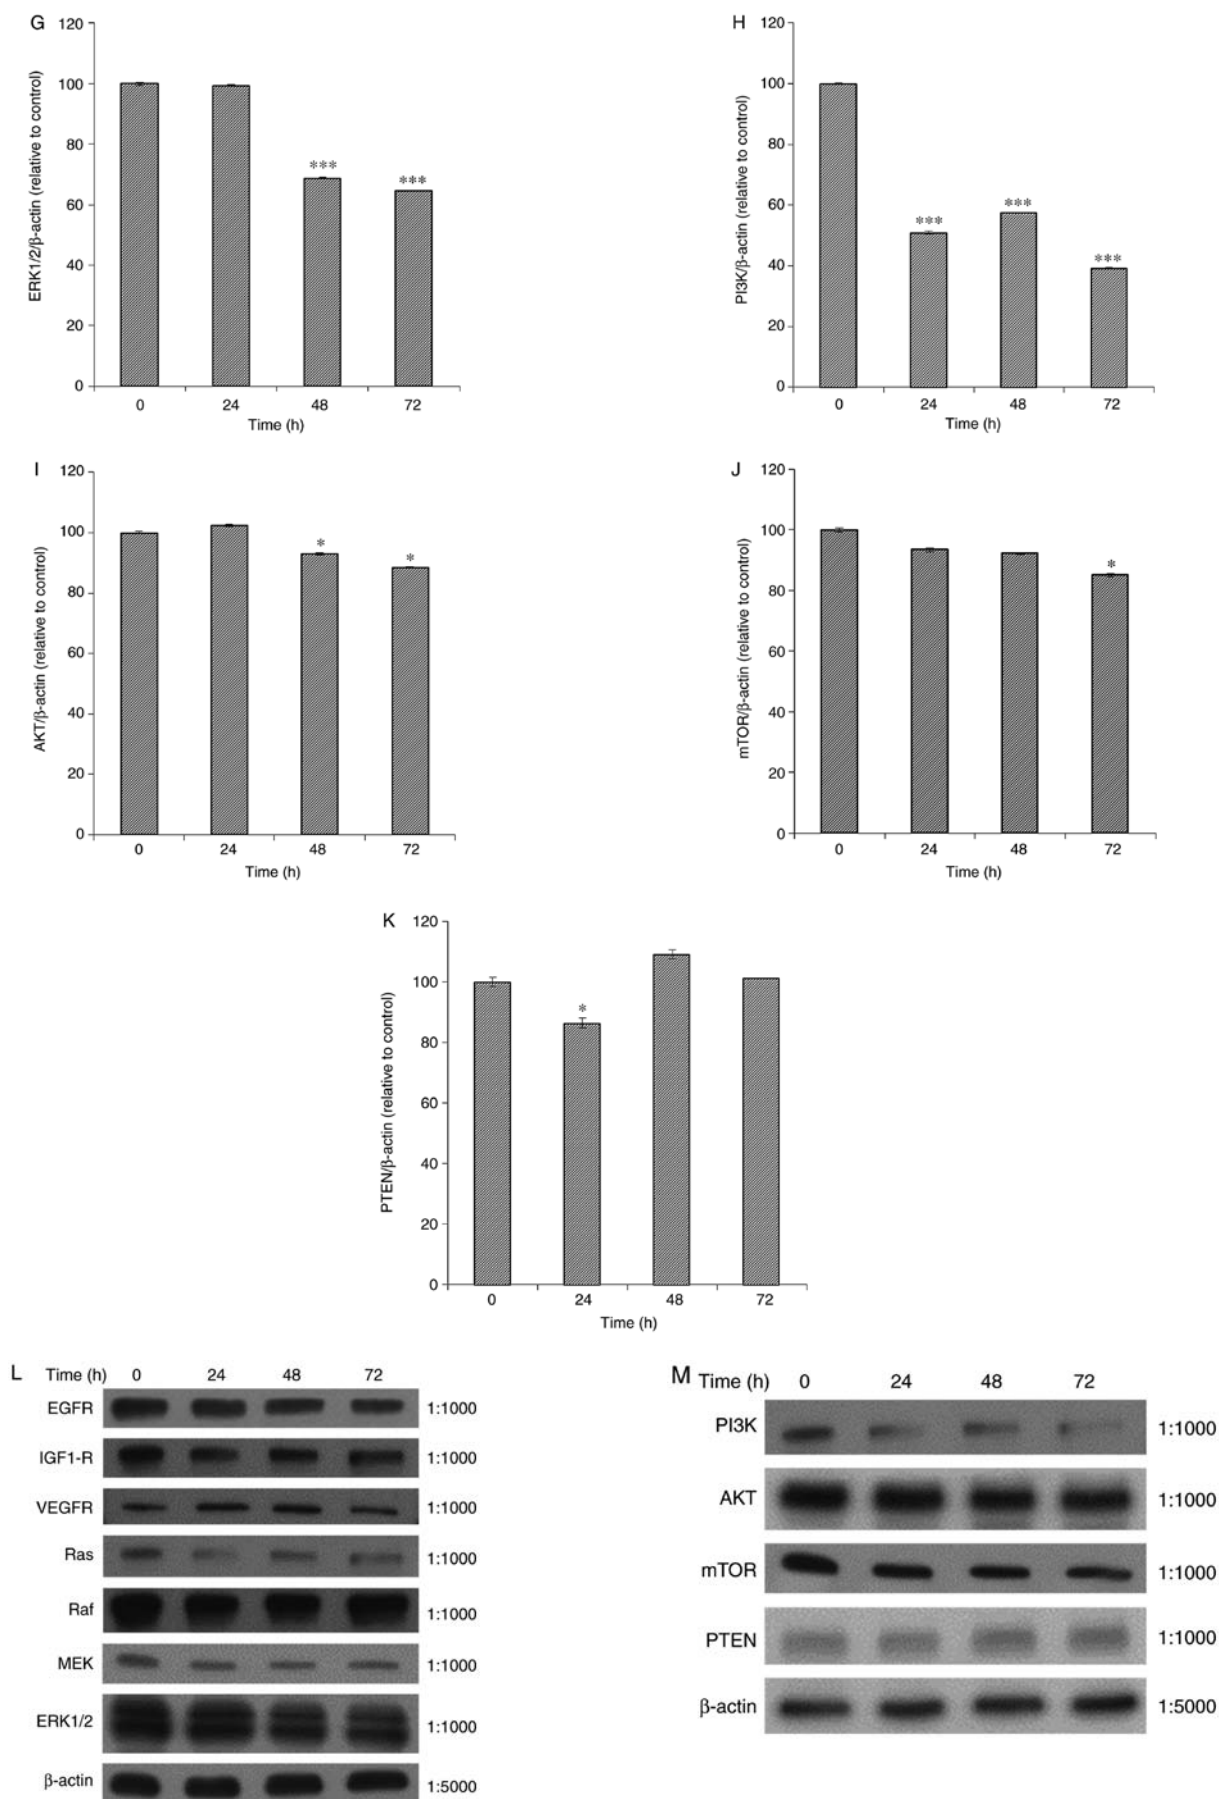 G
ERK1/2/β-actin (relative to control)
120
100
80
60
40
20
0
***
***
0 24 48 72
Time (h)
H
PI3K/β-actin (relative to control)
120
100
80
60
40
20
0
***
***
***
0 24 48 72
Time (h)
I
AKT/β-actin (relative to control)
120
100
80
60
40
20
0
*
*
0 24 48 72
Time (h)
J
mTOR/β-actin (relative to control)
120
100
80
60
40
20
0
*
0 24 48 72
Time (h)
K
PTEN/β-actin (relative to control)
120
100
80
60
40
20
0
*
0 24 48 72
Time (h)
L Time (h) 0 24 48 72
EGFR 1:1000
IGF1-R 1:1000
VEGFR 1:1000
Ras 1:1000
Raf 1:1000
MEK 1:1000
ERK1/2 1:1000
β-actin 1:5000
M Time (h) 0 24 48 72
PI3K 1:1000
AKT 1:1000
mTOR 1:1000
PTEN 1:1000
β-actin 1:5000